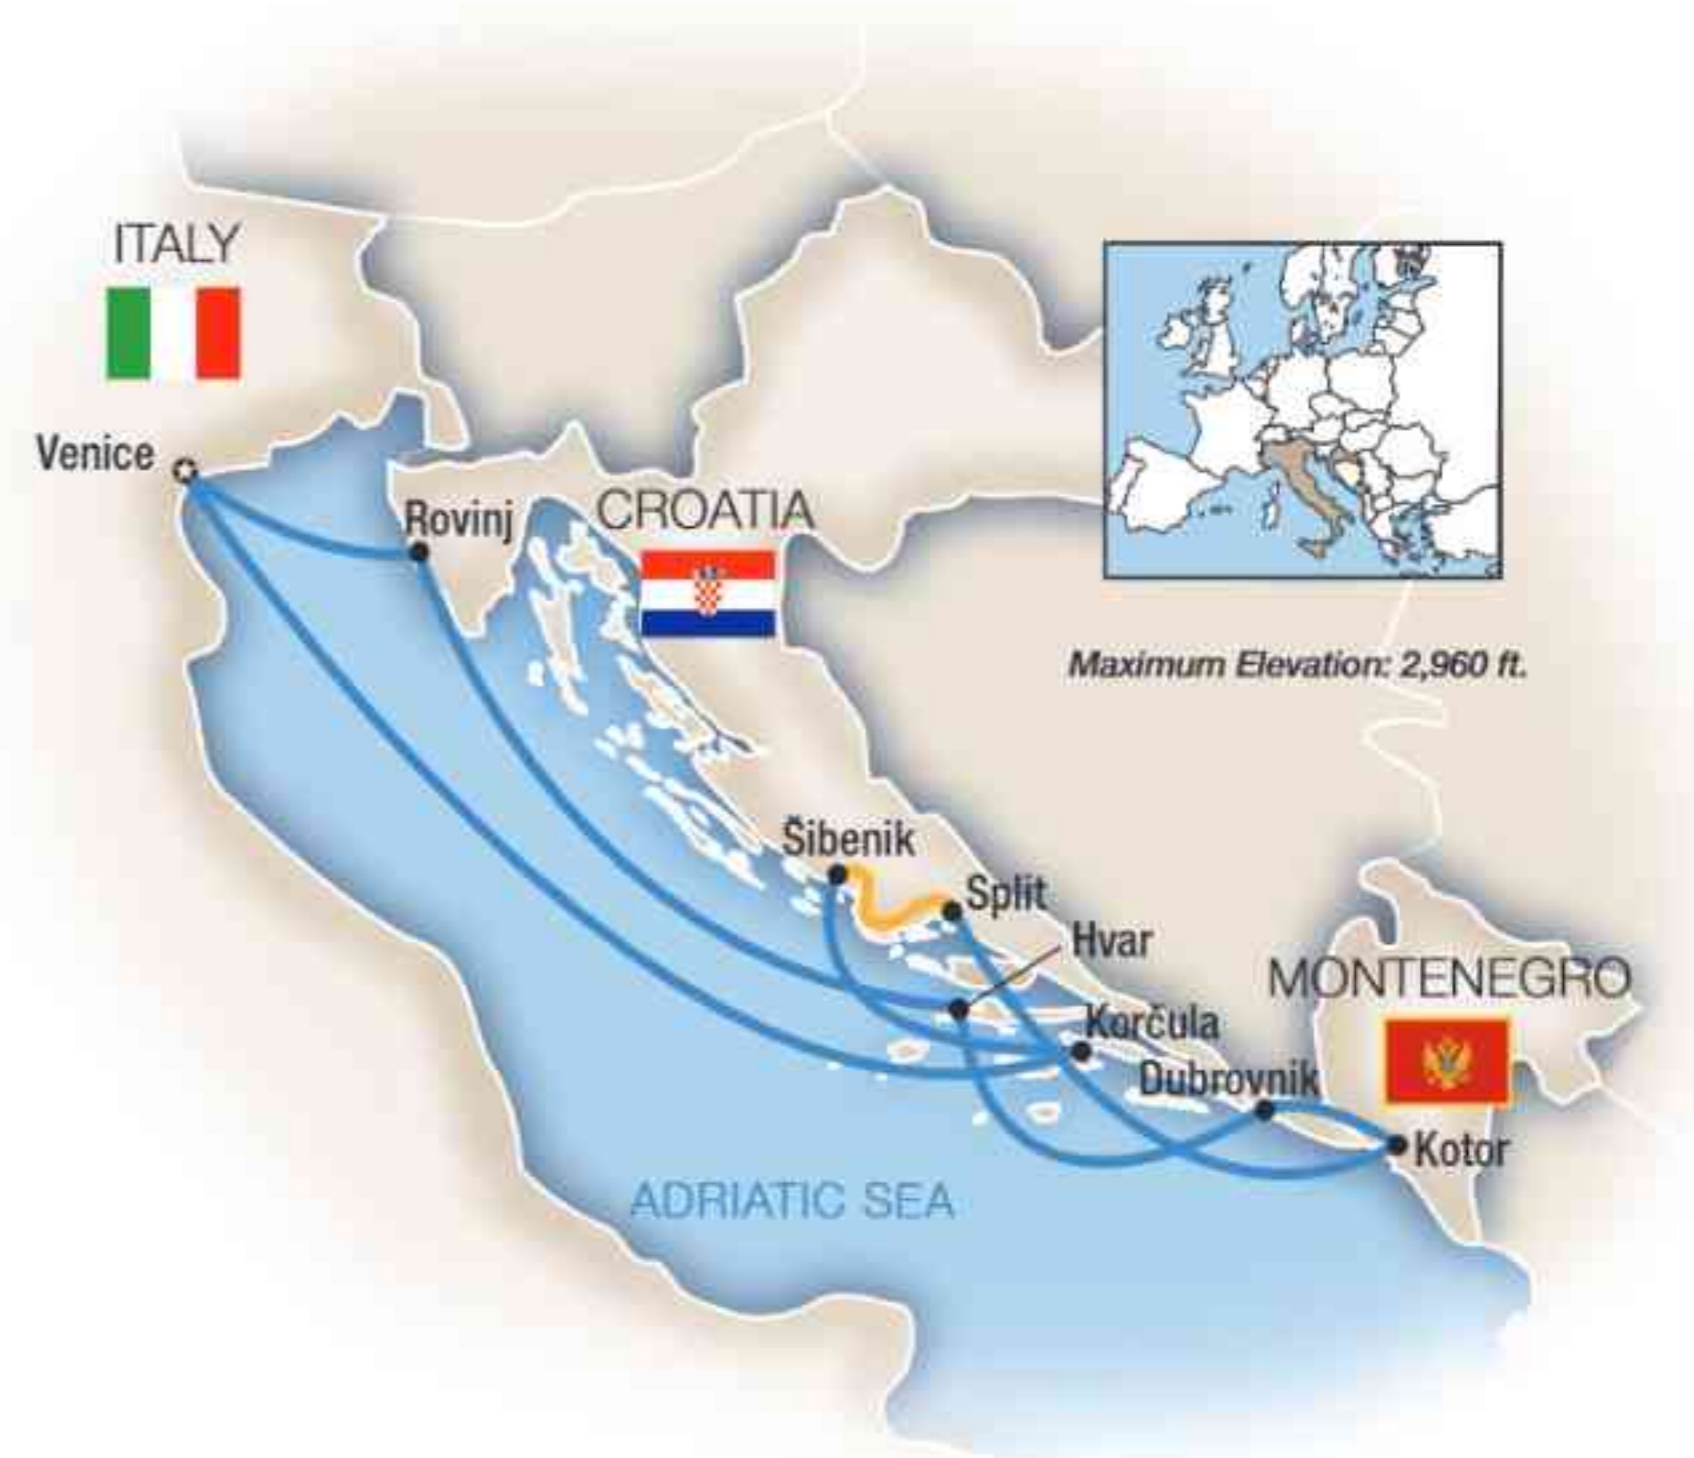 ITALY
Venice
Rovinj
CROATIA
Maximum Elevation: 2,960 ft.
Šibenik
Split
Hvar
MONTENEGRO
Korčula
Dubrovnik
Kotor
ADRIATIC SEA